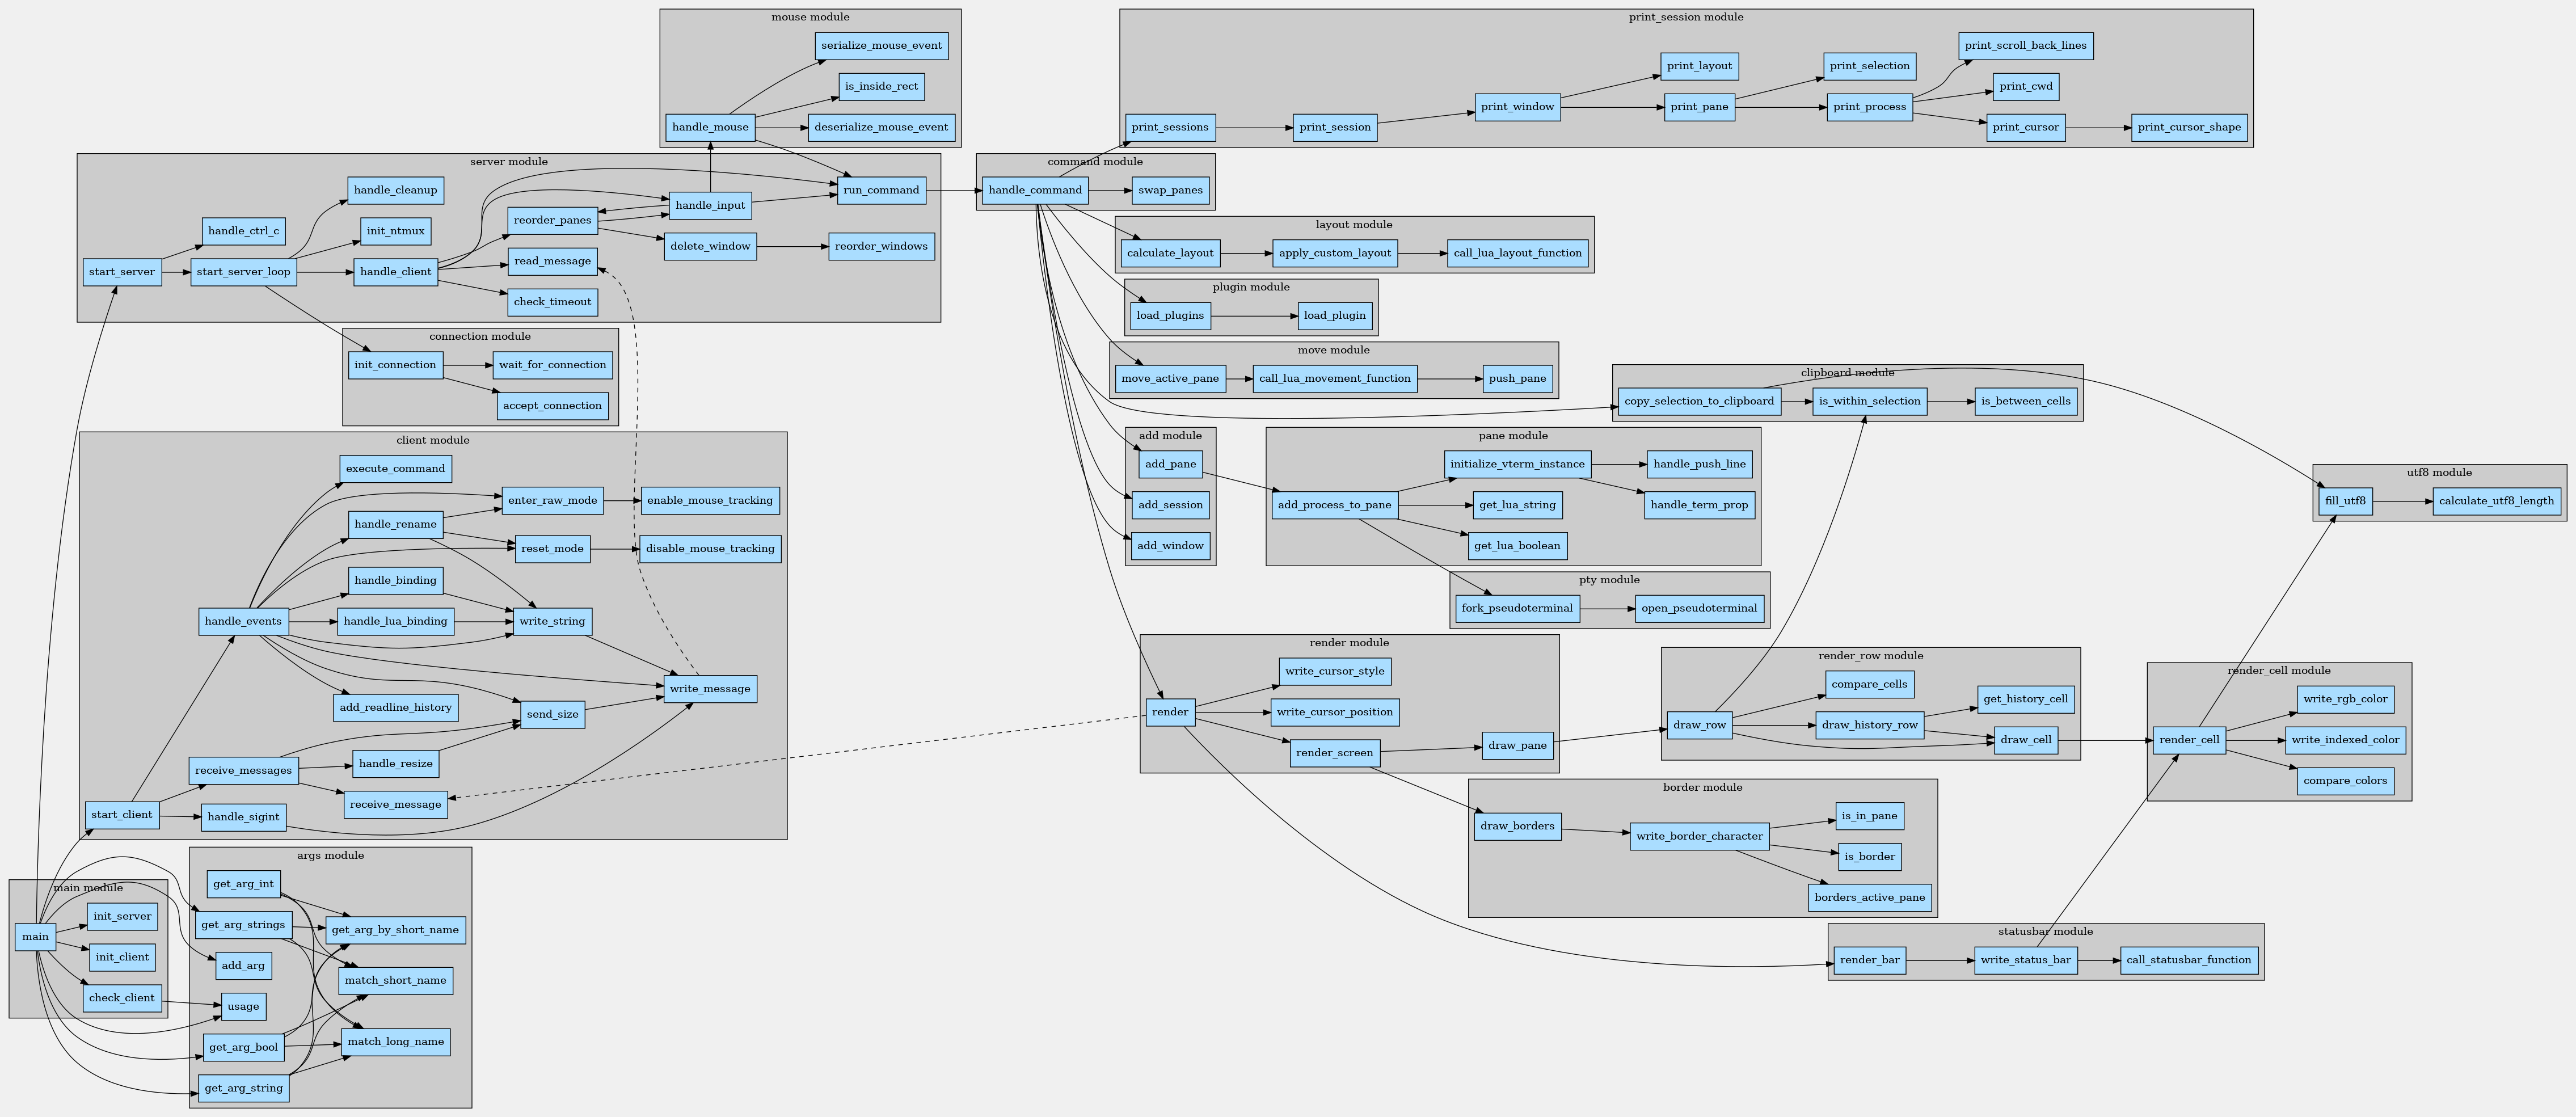 mouse module
serialize_mouse_event
is_inside_rect
handle_mouse
deserialize_mouse_event
print_session module
print_scroll_back_lines
print_layout
print_selection
print_cwd
print_window
print_pane
print_process
print_sessions
print_session
print_cursor
print_cursor_shape
server module
handle_cleanup
run_command
handle_input
reorder_panes
handle_ctrl_c
init_ntmux
delete_window
reorder_windows
read_message
start_server
start_server_loop
handle_client
check_timeout
command module
handle_command
swap_panes
layout module
calculate_layout
apply_custom_layout
call_lua_layout_function
plugin module
load_plugins
load_plugin
connection module
init_connection
wait_for_connection
accept_connection
move module
move_active_pane
call_lua_movement_function
push_pane
clipboard module
copy_selection_to_clipboard
is_within_selection
is_between_cells
client module
execute_command
enter_raw_mode
enable_mouse_tracking
handle_rename
reset_mode
disable_mouse_tracking
handle_binding
handle_events
handle_lua_binding
write_string
write_message
add_readline_history
send_size
receive_messages
handle_resize
receive_message
start_client
handle_sigint
add module
add_pane
add_session
add_window
pane module
initialize_vterm_instance
handle_push_line
add_process_to_pane
get_lua_string
handle_term_prop
get_lua_boolean
utf8 module
fill_utf8
calculate_utf8_length
pty module
fork_pseudoterminal
open_pseudoterminal
render module
write_cursor_style
render
write_cursor_position
render_screen
draw_pane
render_row module
compare_cells
get_history_cell
draw_row
draw_history_row
draw_cell
render_cell module
write_rgb_color
render_cell
write_indexed_color
compare_colors
border module
is_in_pane
draw_borders
write_border_character
is_border
borders_active_pane
statusbar module
render_bar
write_status_bar
call_statusbar_function
main module
init_server
main
init_client
check_client
args module
get_arg_int
get_arg_strings
get_arg_by_short_name
add_arg
match_short_name
usage
get_arg_bool
match_long_name
get_arg_string